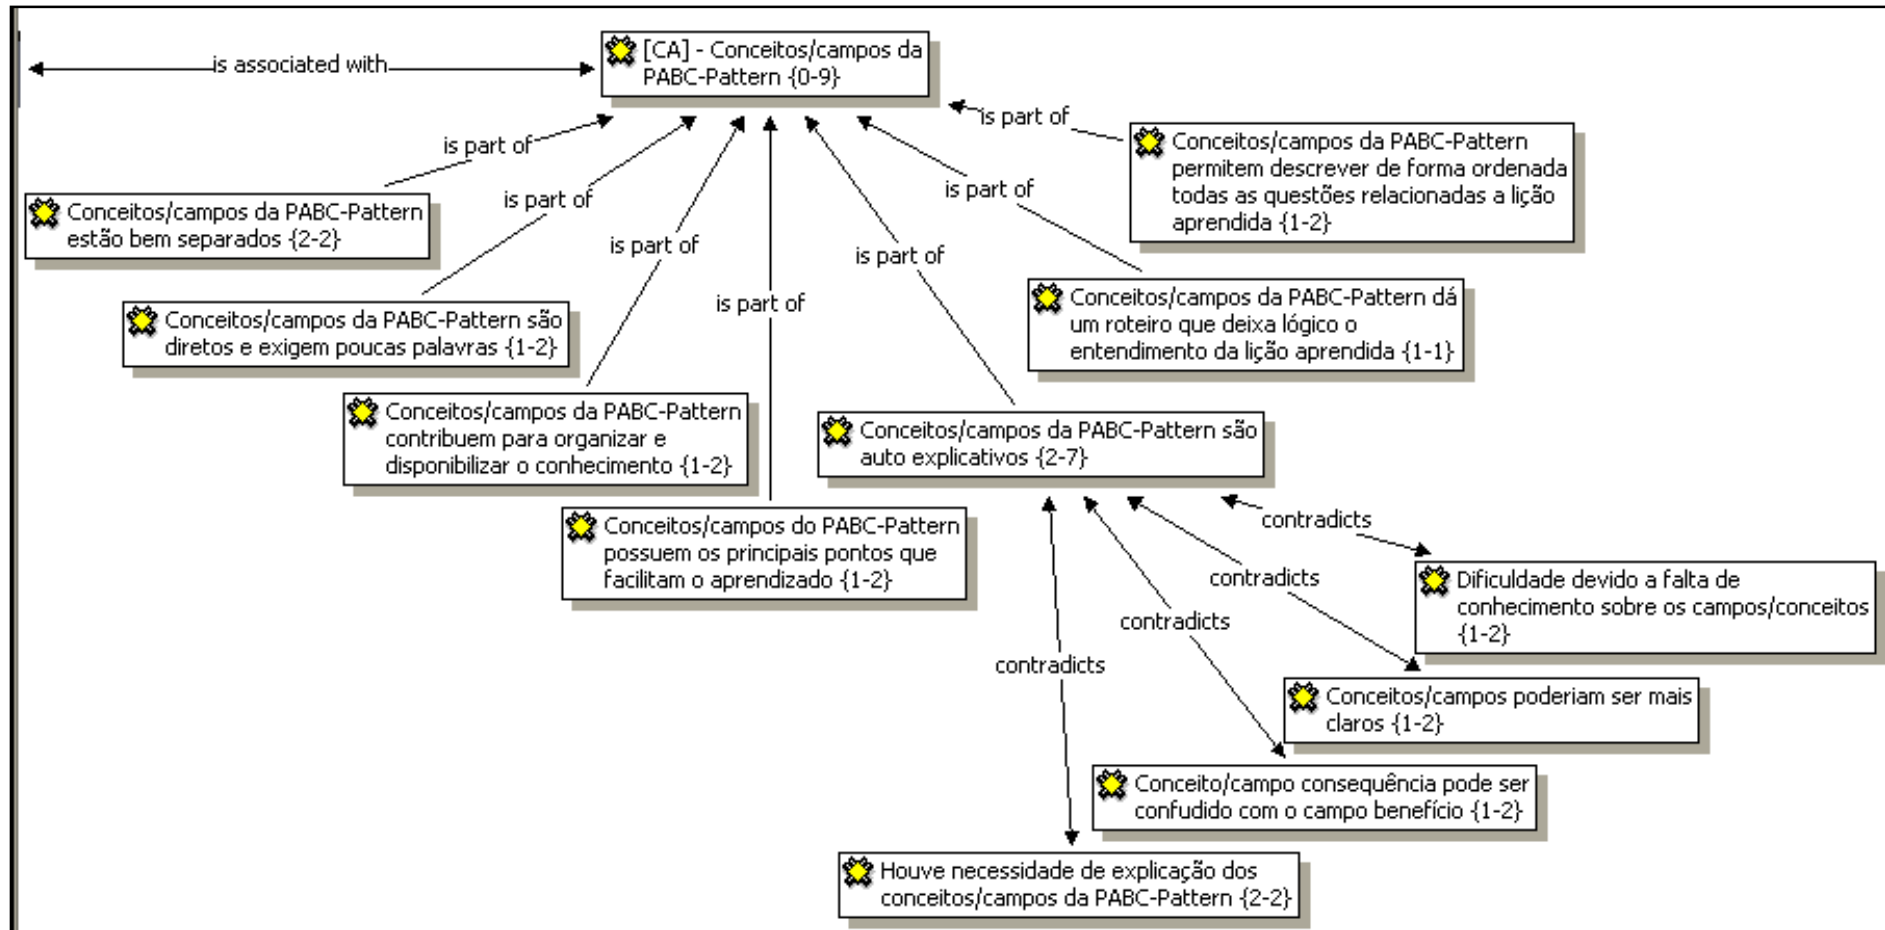 is associated with
[CA] - Conceitos/campos da
PABC-Pattern {0-9}
is part of
Conceitos/campos da PABC-Pattern
permitem descrever de forma ordenada
todas as questões relacionadas a lição
aprendida {1-2}
is part of
Conceitos/campos da PABC-Pattern
estão bem separados {2-2}
is part of
is part of
is part of
is part of
is part of
Conceitos/campos da PABC-Pattern dá
um roteiro que deixa lógico o
entendimento da lição aprendida {1-1}
Conceitos/campos da PABC-Pattern são
diretos e exigem poucas palavras {1-2}
Conceitos/campos da PABC-Pattern
contribuem para organizar e
disponibilizar o conhecimento {1-2}
Conceitos/campos da PABC-Pattern são
auto explicativos {2-7}
Conceitos/campos do PABC-Pattern
possuem os principais pontos que
facilitam o aprendizado {1-2}
contradicts
contradicts
contradicts
contradicts
Dificuldade devido a falta de
conhecimento sobre os campos/conceitos
{1-2}
Conceitos/campos poderiam ser mais
claros {1-2}
Conceito/campo consequência pode ser
confudido com o campo benefício {1-2}
Houve necessidade de explicação dos
conceitos/campos da PABC-Pattern {2-2}